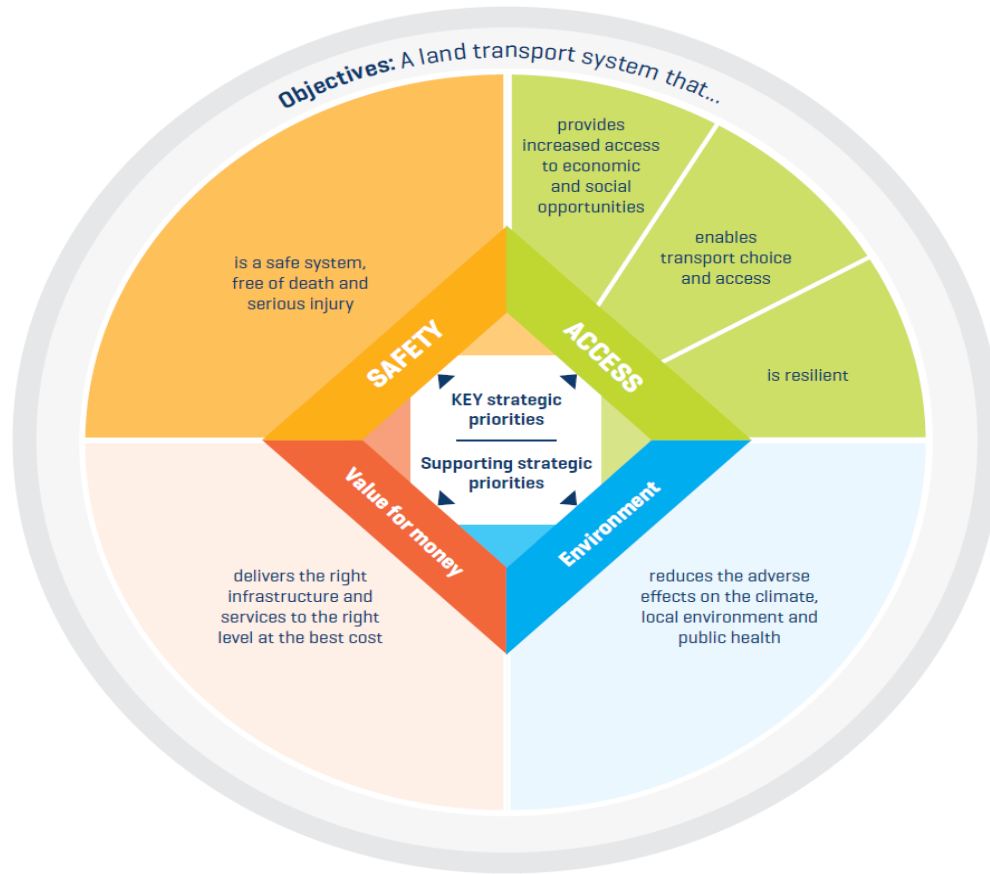 Objectives: A land transport system that...
provides
increased access
to economic
and social
opportunities
enables
transport choice
and access
is resilient
is a safe system,
free of death and
serious injury
SAFETY
ACCESS
KEY strategic
priorities
Supporting strategic
priorities
Value for money
Environment
delivers the right
infrastructure and
services to the right
level at the best cost
reduces the adverse
effects on the climate,
local environment and
public health